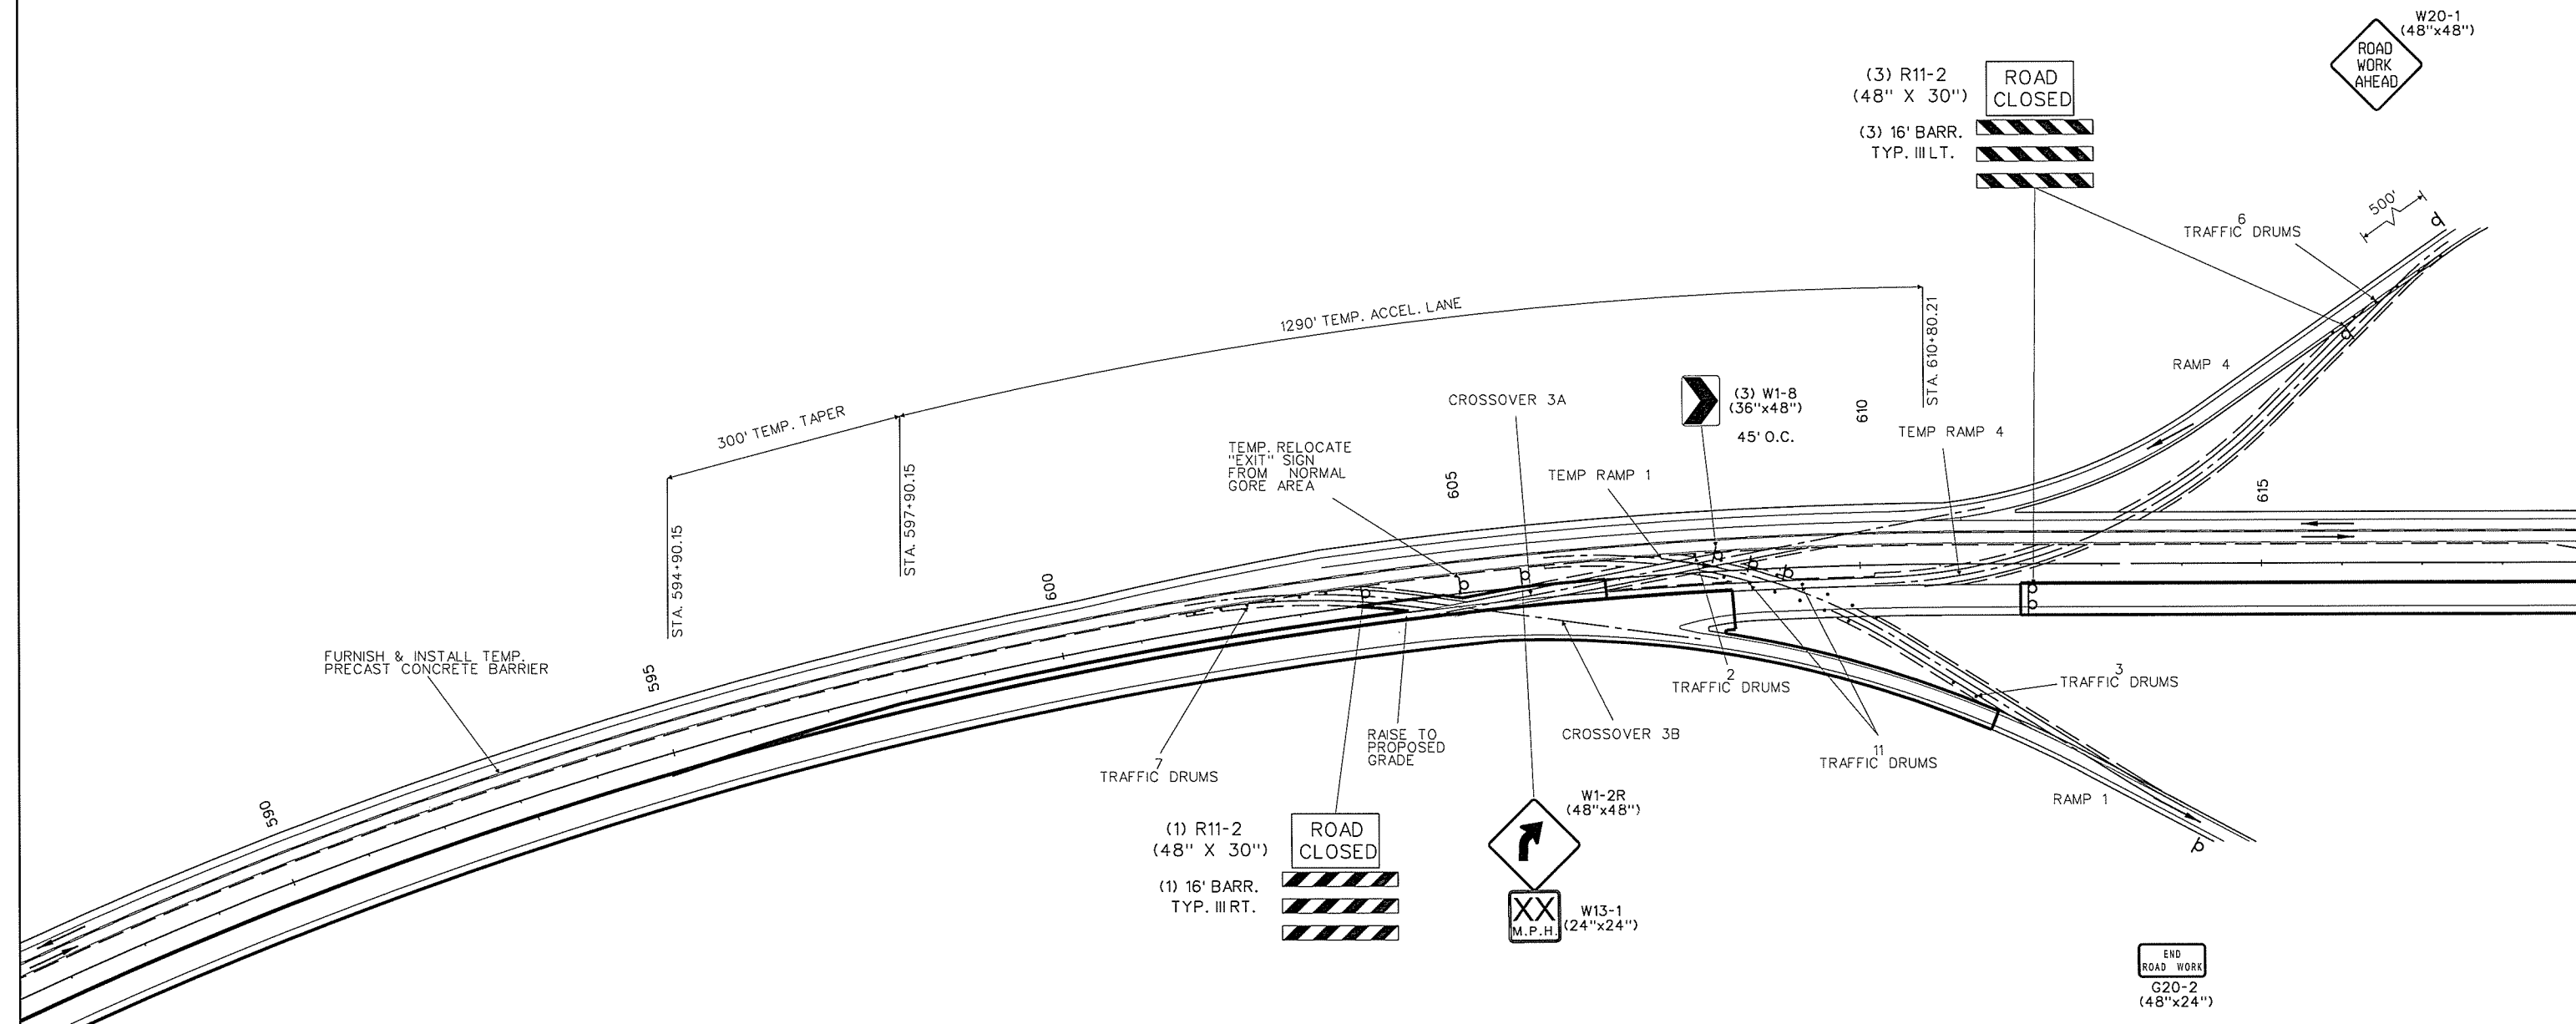 W20-1
(48"x48")
ROAD
WORK
AHEAD
(3) R11-2
(48" X 30")
ROAD
CLOSED
(3) 16' BARR.
TYP. III LT.
500'
6
TRAFFIC DRUMS
1290' TEMP. ACCEL. LANE
STA. 610+80.21
RAMP 4
300' TEMP. TAPER
CROSSOVER 3A
(3) W1-8
(36"x48")
45' O.C.
610
TEMP RAMP 4
TEMP. RELOCATE
"EXIT" SIGN
FROM NORMAL
GORE AREA
605
TEMP RAMP 1
615
STA. 597+90.15
STA. 594+90.15
600
595
FURNISH & INSTALL TEMP.
PRECAST CONCRETE BARRIER
590
2
TRAFFIC DRUMS
3
TRAFFIC DRUMS
RAISE TO
PROPOSED
GRADE
CROSSOVER 3B
7
TRAFFIC DRUMS
11
TRAFFIC DRUMS
RAMP 1
(1) R11-2
(48" X 30")
ROAD
CLOSED
(1) 16' BARR.
TYP. III RT.
W1-2R
(48"x48")
XX
M.P.H.
W13-1
(24"x24")
END
ROAD WORK
G20-2
(48"x24")